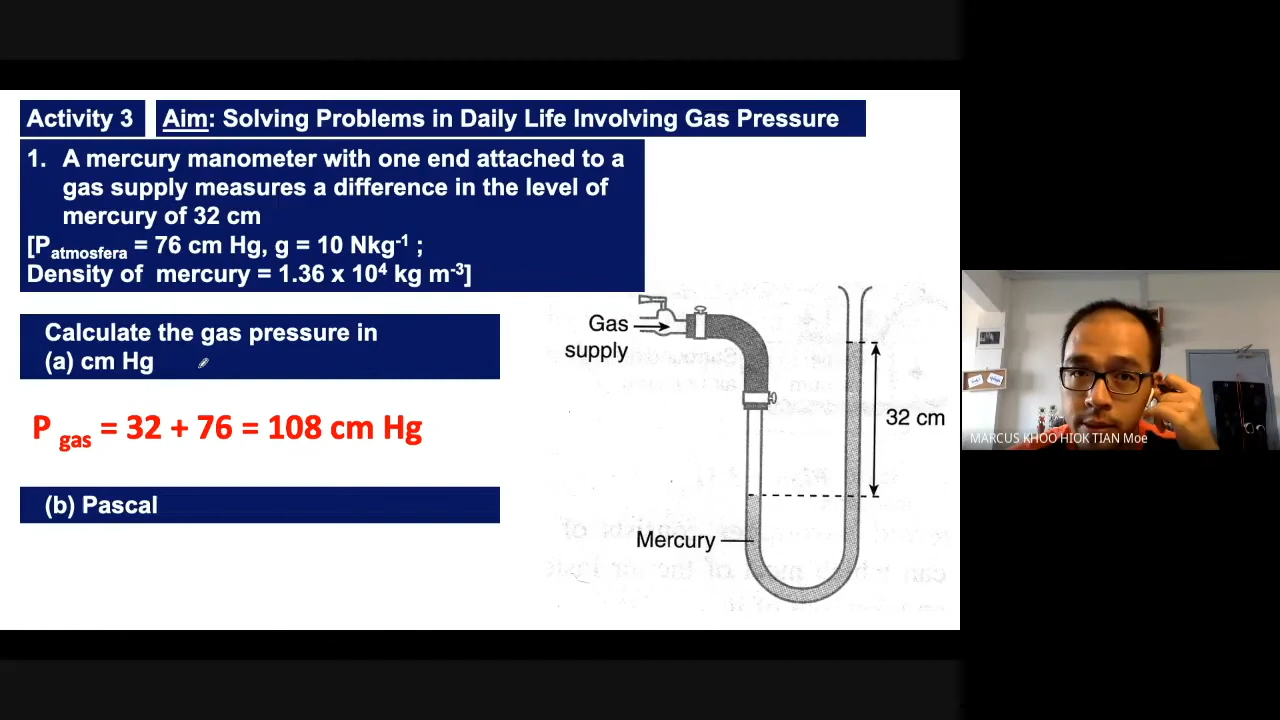 Activity 3 Aim: Solving Problems in Daily Life Involving Gas Pressure
1. A mercury manometer with one end attached to a
gas supply measures a difference in the level of
mercury of 32 cm
[Patmosfera = 76 cm Hg, g = 10 Nkg-1 ;
Density of mercury = 1.36 x 104 kg m-3]
Calculate the gas pressure in
(a) cm Hg
P gas = 32 + 76 = 108 cm Hg
(b) Pascal
Gas
supply
32 cm
Mercury
MARCUS KHOO HIOK TIAN Moe